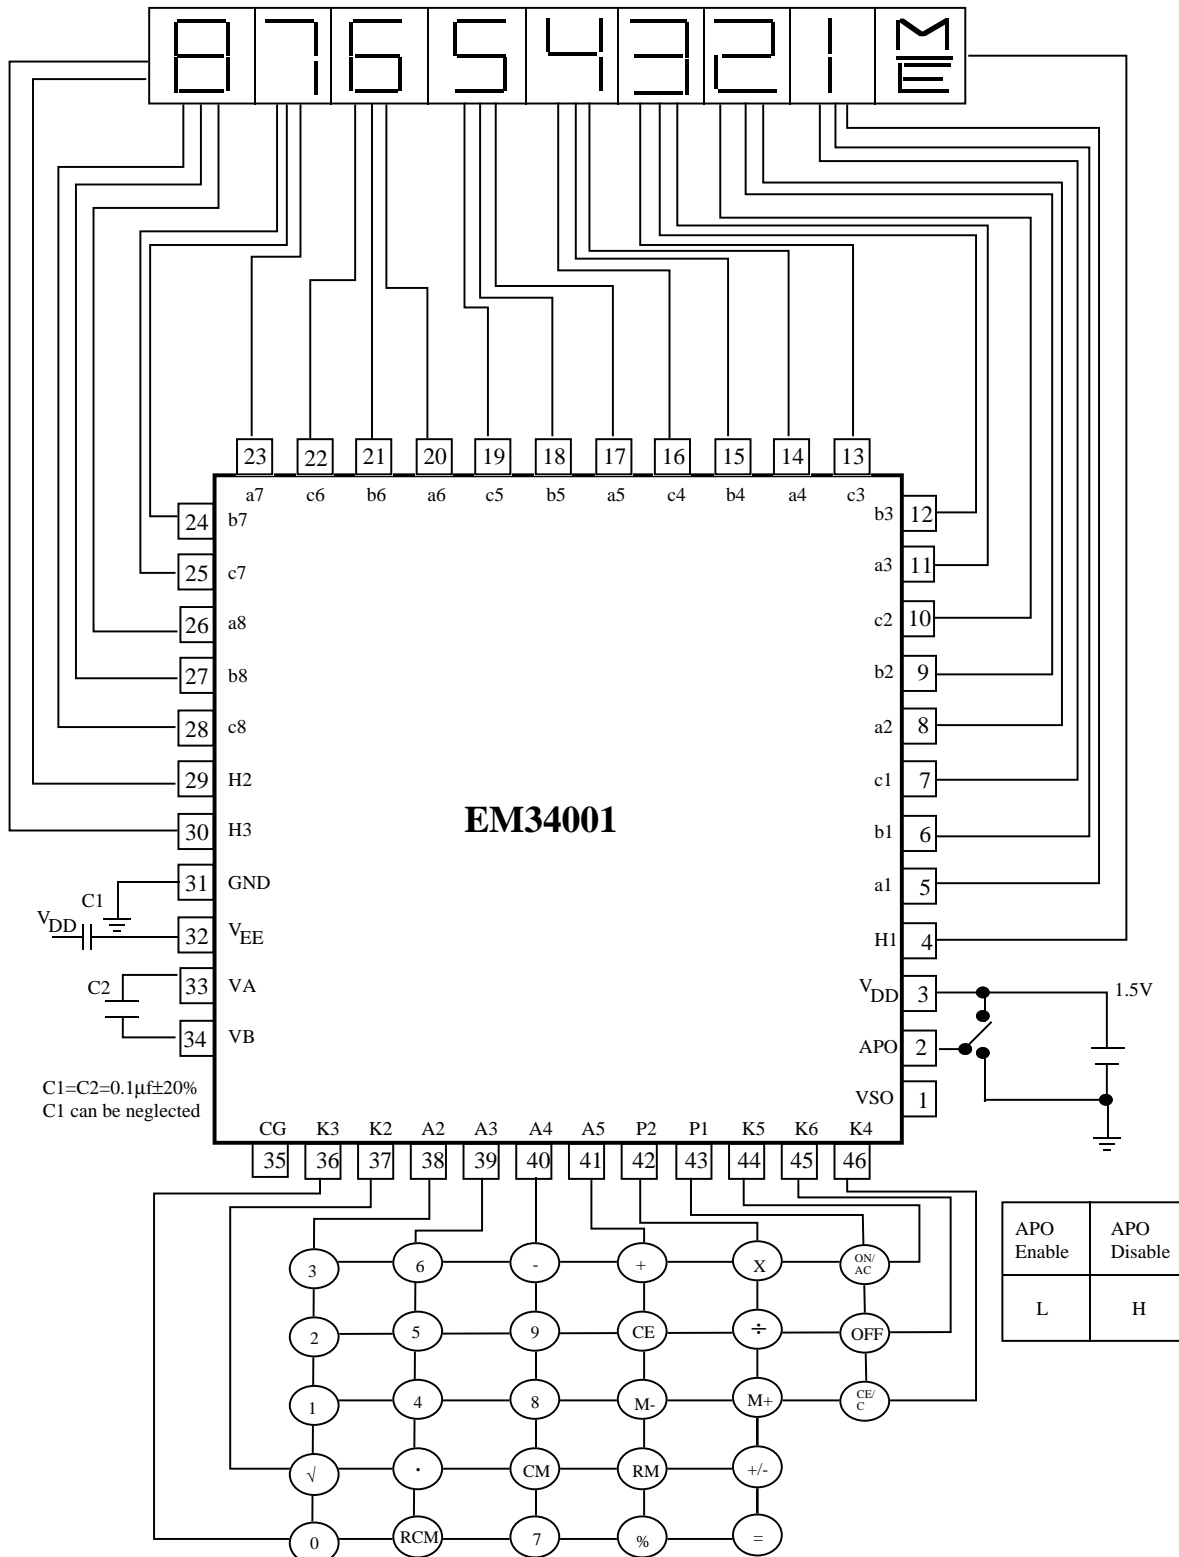 8 7 6 5 4 3 2 1 M E
23 22 21 20 19 18 17 16 15 14 13
a7 c6 b6 a6 c5 b5 a5 c4 b4 a4 c3
24 b7
25 c7
26 a8
27 b8
28 c8
29 H2
30 H3
31 GND
C1
VDD
32 VEE
33 VA
C2
34 VB
C1=C2=0.1μf±20%
C1 can be neglected
EM34001
b3 12
a3 11
c2 10
b2 9
a2 8
c1 7
b1 6
a1 5
H1 4
VDD 3
1.5V
APO 2
VSO 1
CG K3 K2 A2 A3 A4 A5 P2 P1 K5 K6 K4
35 36 37 38 39 40 41 42 43 44 45 46
3 6 - + X ON/
AC
2 5 9 CE ÷ OFF
1 4 8 M- M+ CE/
C
√ · CM RM +/-
0 RCM 7 % =
APO APO
Enable Disable
L H